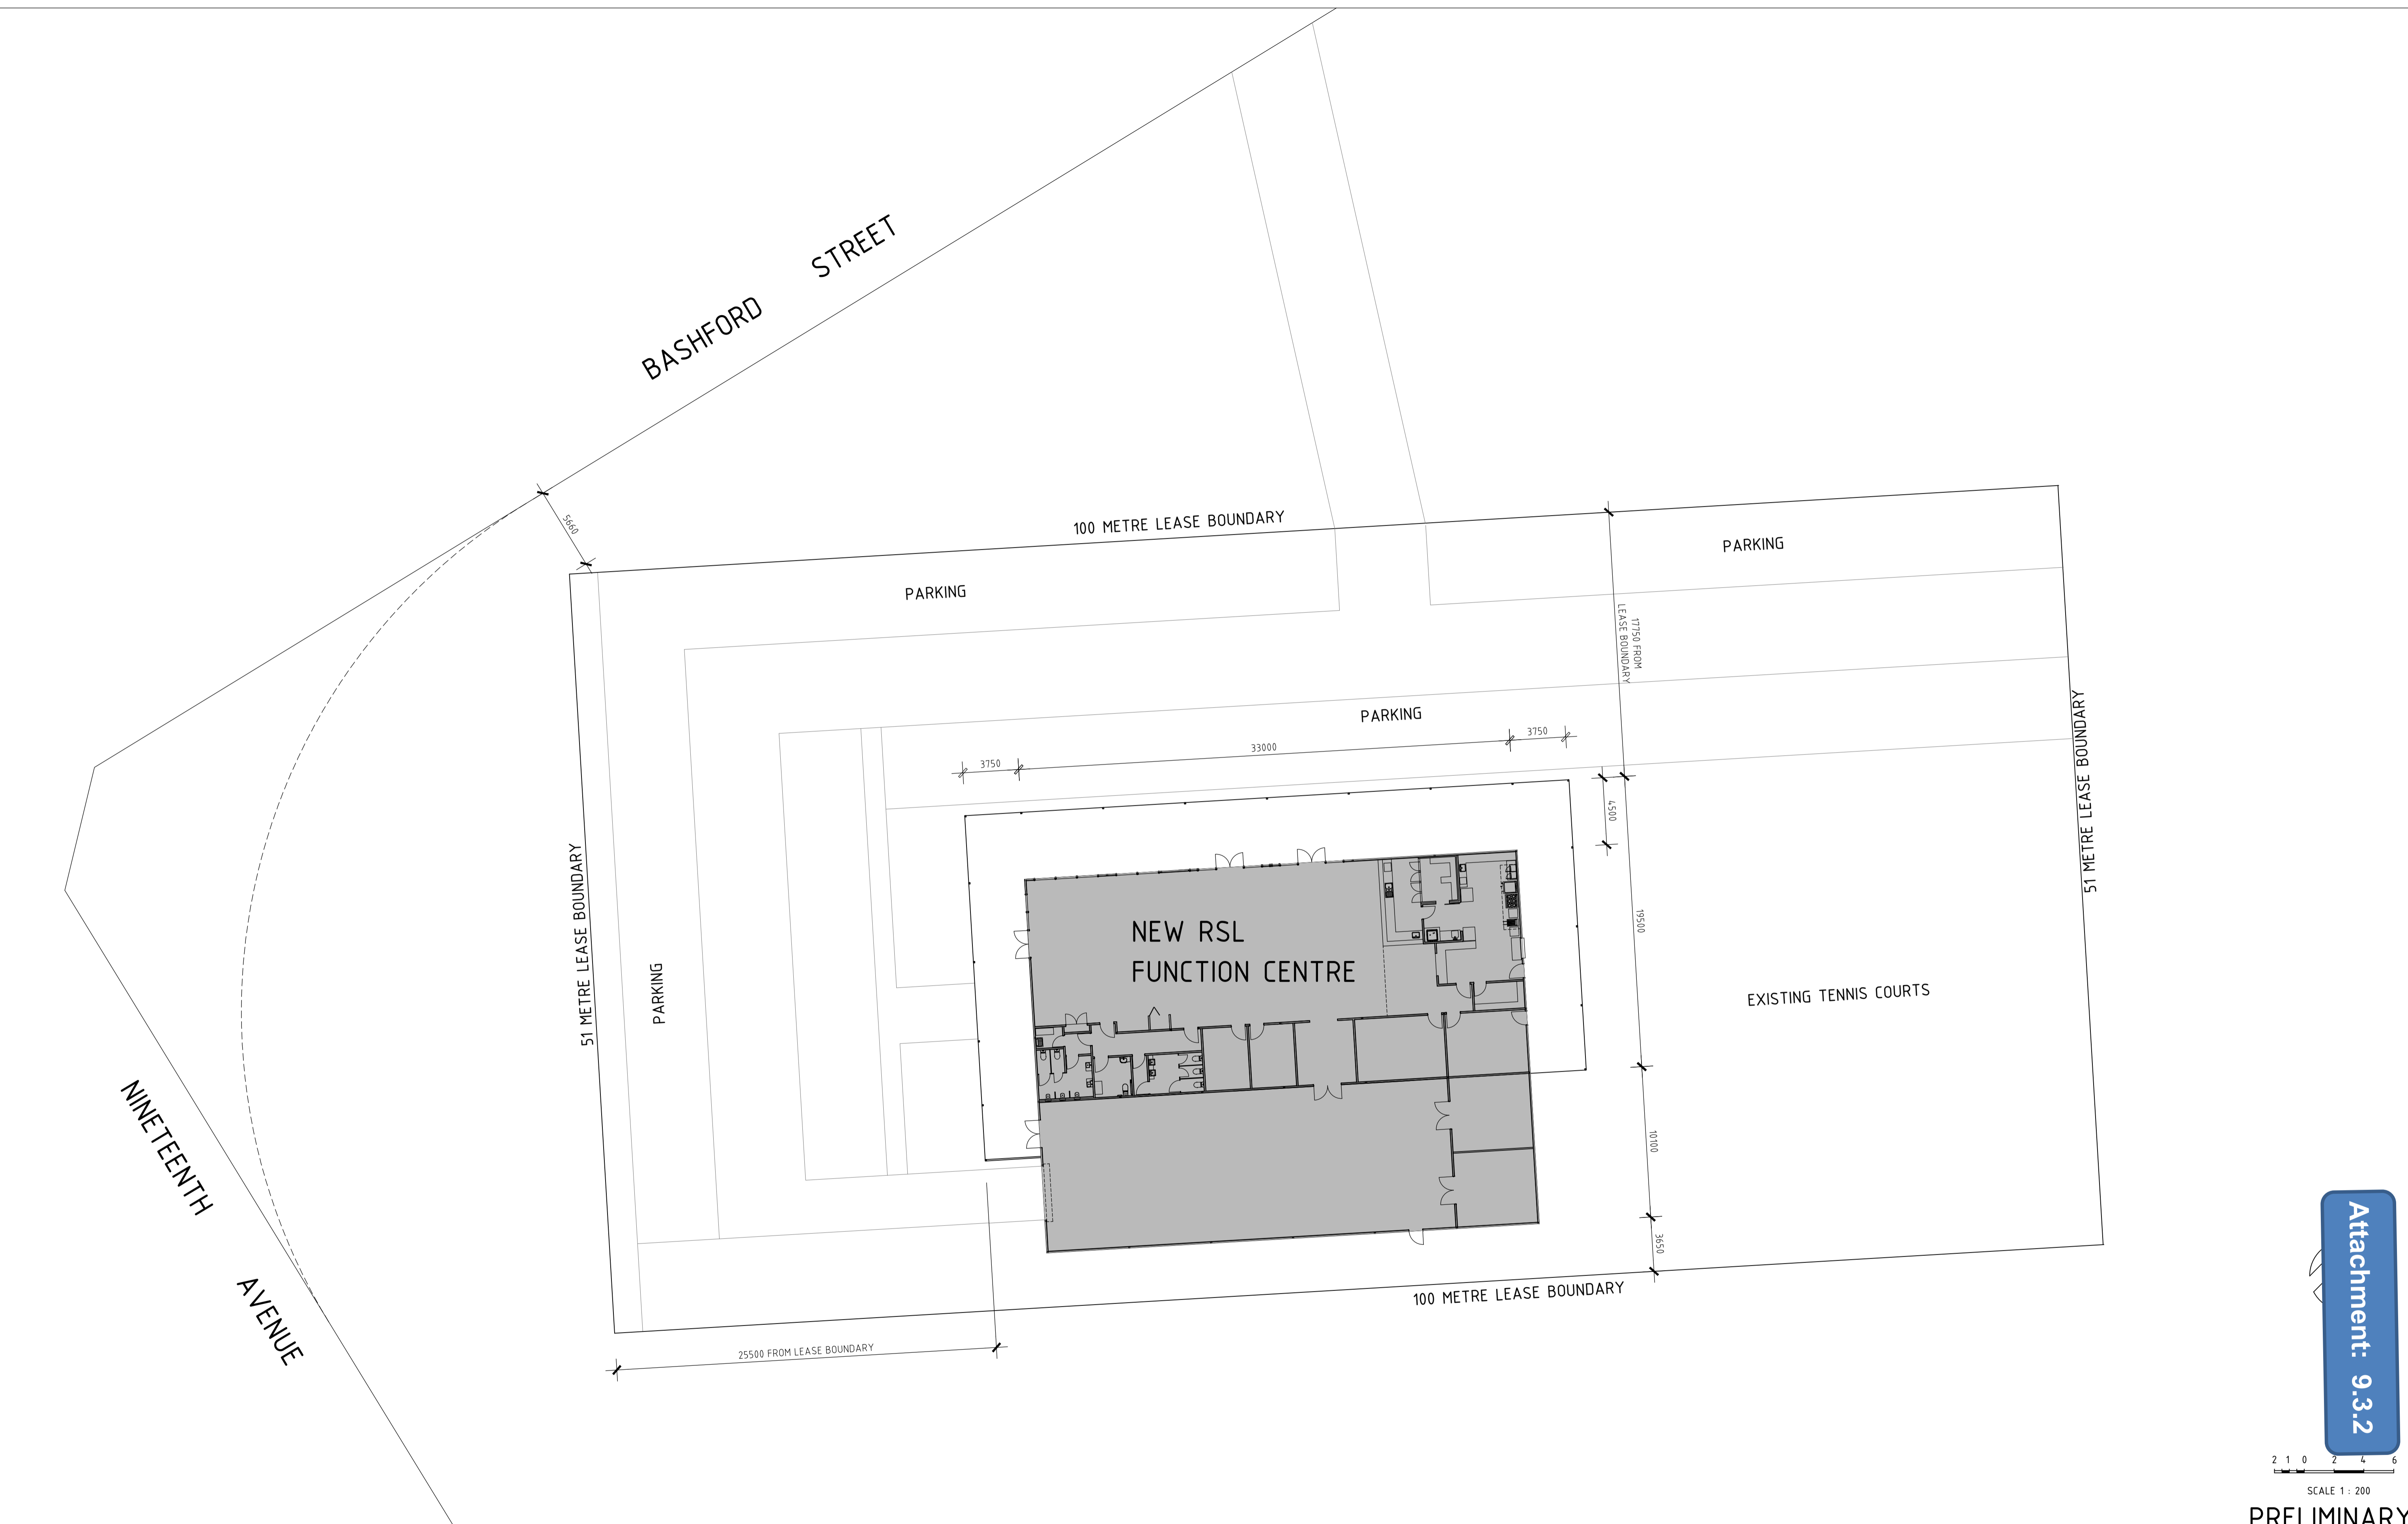 BASHFORD STREET
5660
100 METRE LEASE BOUNDARY
PARKING
PARKING
17750 FROM
LEASE BOUNDARY
PARKING
3750
33000
3750
4500
51 METRE LEASE BOUNDARY
51 METRE LEASE BOUNDARY
PARKING
NEW RSL
FUNCTION CENTRE
19500
EXISTING TENNIS COURTS
NINETEENTH AVENUE
10100
3650
100 METRE LEASE BOUNDARY
25500 FROM LEASE BOUNDARY
Attachment: 9.3.2
2 1 0 2 4 6
SCALE 1 : 200
PRELIMINARY